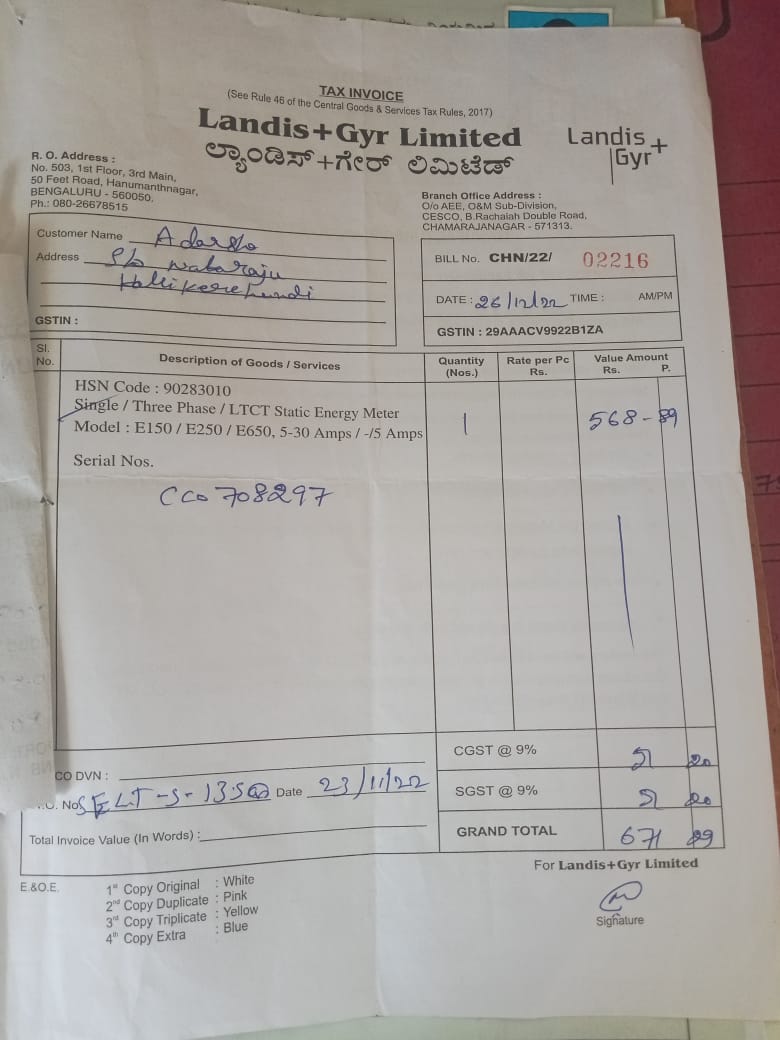 TAX INVOICE
(See Rule 46 of the Central Goods & Services Tax Rules, 2017)
Landis+Gyr Limited
ಲ್ಯಾಂಡಿಸ್+ಗೇರ್ ಲಿಮಿಟೆಡ್
Landis+
Gyr
R. O. Address :
No. 503, 1st Floor, 3rd Main,
50 Feet Road, Hanumanthnagar,
BENGALURU - 560050.
Ph.: 080-26678515
Branch Office Address :
O/o AEE, O&M Sub-Division,
CESCO, B.Rachaiah Double Road,
CHAMARAJANAGAR - 571313.
Customer Name Adarsha
Address S/o
GSTIN :
BILL No. CHN/22/ 02216
DATE : 26/12/22 TIME : AM/PM
GSTIN : 29AAACV9922B1ZA
Sl. No. Description of Goods / Services Quantity (Nos.) Rate per Pc Rs. Value Amount Rs. P.
HSN Code : 90283010
Single / Three Phase / LTCT Static Energy Meter
Model : E150 / E250 / E650, 5-30 Amps / -/5 Amps 1 568-89
Serial Nos.
CC0708297
CGST @ 9% 51 20
CO DVN :
SGST @ 9% 51 20
No. Date 23/11/22
GRAND TOTAL 671 29
Total Invoice Value (In Words) :
For Landis+Gyr Limited
E.&O.E.
1st Copy Original : White
2nd Copy Duplicate : Pink
3rd Copy Triplicate : Yellow
4th Copy Extra : Blue
Signature